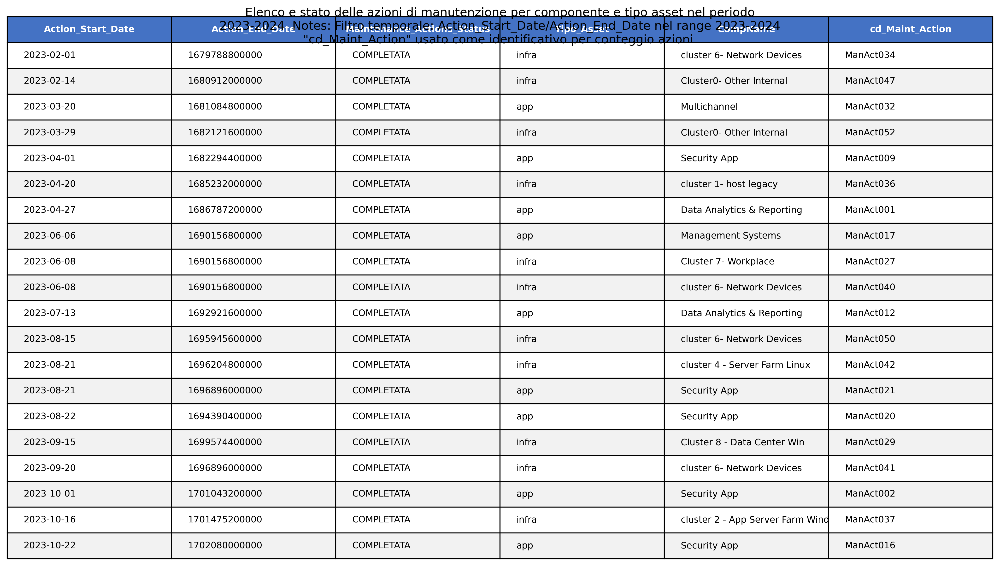 Elenco e stato delle azioni di manutenzione per componente e tipo asset nel periodo
2023-2024 Notes: Filtro temporale: Action_Start_Date/Action_End_Date nel range 2023-2024
"cd_Maint_Action" usato come identificativo per conteggio azioni.
Action_Start_Date Action_End_Date Maintenance_Actions_Status Tipo_Asset CompName cd_Maint_Action
2023-02-01 1679788800000 COMPLETATA infra cluster 6- Network Devices ManAct034
2023-02-14 1680912000000 COMPLETATA infra Cluster0- Other Internal ManAct047
2023-03-20 1681084800000 COMPLETATA app Multichannel ManAct032
2023-03-29 1682121600000 COMPLETATA infra Cluster0- Other Internal ManAct052
2023-04-01 1682294400000 COMPLETATA app Security App ManAct009
2023-04-20 1685232000000 COMPLETATA infra cluster 1- host legacy ManAct036
2023-04-27 1686787200000 COMPLETATA app Data Analytics & Reporting ManAct001
2023-06-06 1690156800000 COMPLETATA app Management Systems ManAct017
2023-06-08 1690156800000 COMPLETATA infra Cluster 7- Workplace ManAct027
2023-06-08 1690156800000 COMPLETATA infra cluster 6- Network Devices ManAct040
2023-07-13 1692921600000 COMPLETATA app Data Analytics & Reporting ManAct012
2023-08-15 1695945600000 COMPLETATA infra cluster 6- Network Devices ManAct050
2023-08-21 1696204800000 COMPLETATA infra cluster 4 - Server Farm Linux ManAct042
2023-08-21 1696896000000 COMPLETATA app Security App ManAct021
2023-08-22 1694390400000 COMPLETATA app Security App ManAct020
2023-09-15 1699574400000 COMPLETATA infra Cluster 8 - Data Center Win ManAct029
2023-09-20 1696896000000 COMPLETATA infra cluster 6- Network Devices ManAct041
2023-10-01 1701043200000 COMPLETATA app Security App ManAct002
2023-10-16 1701475200000 COMPLETATA infra cluster 2 - App Server Farm Wind ManAct037
2023-10-22 1702080000000 COMPLETATA app Security App ManAct016